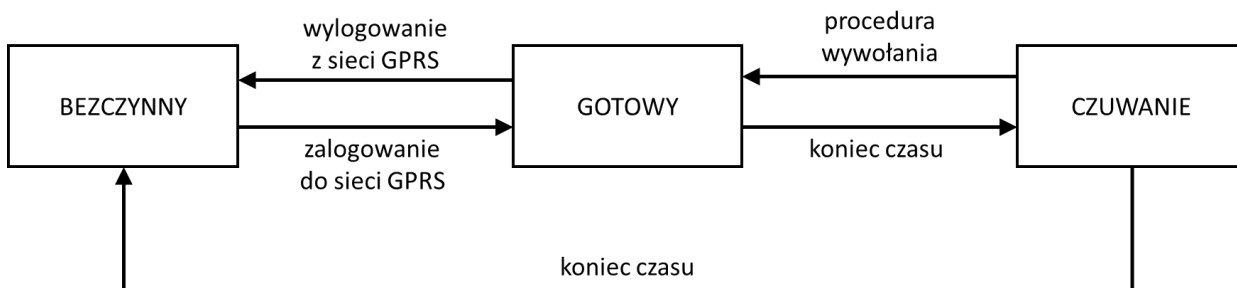 wylogowanie
z sieci GPRS
procedura
wywołania
BEZCZYNNY
GOTOWY
CZUWANIE
zalogowanie
do sieci GPRS
koniec czasu
koniec czasu